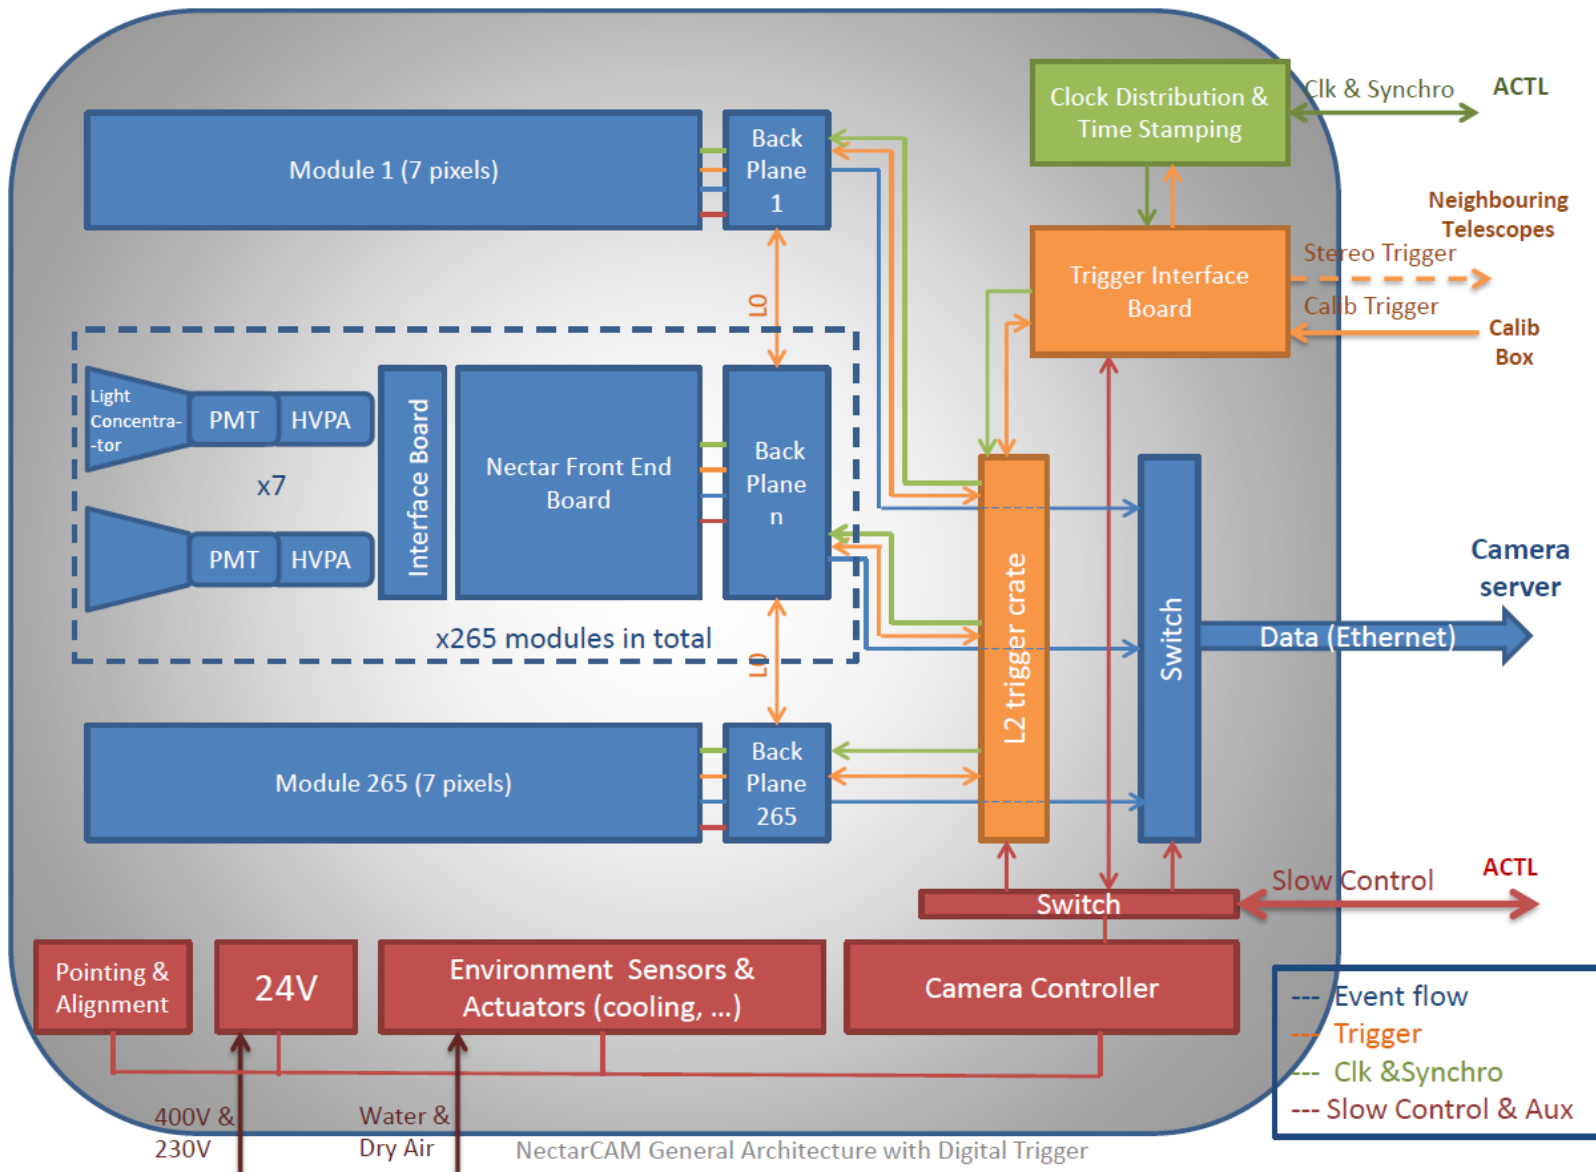 Clock Distribution &
Time Stamping
Clk & Synchro
ACTL
Module 1 (7 pixels)
Back
Plane
1
Neighbouring
Telescopes
Trigger Interface
Board
Stereo Trigger
Calib Trigger
Calib
Box
L0
Light
Concentra-
-tor
PMT
HVPA
x7
PMT
HVPA
Interface Board
Nectar Front End
Board
Back
Plane
n
x265 modules in total
L0
L2 trigger crate
Switch
Camera
server
Data (Ethernet)
Module 265 (7 pixels)
Back
Plane
265
Switch
Slow Control
ACTL
Pointing &
Alignment
24V
Environment Sensors &
Actuators (cooling, ...)
Camera Controller
--- Event flow
--- Trigger
--- Clk &Synchro
--- Slow Control & Aux
400V &
230V
Water &
Dry Air
NectarCAM General Architecture with Digital Trigger